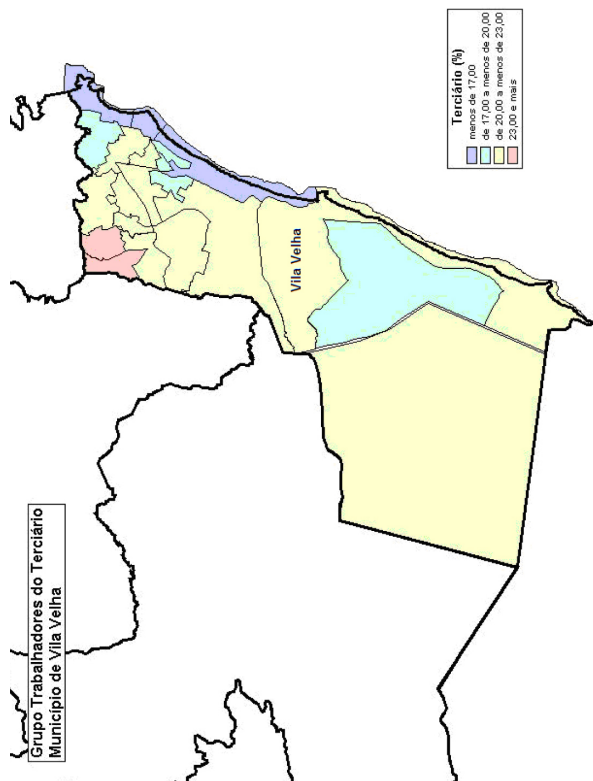 Grupo Trabalhadores do Terciário
Município de Vila Velha
Vila Velha
Terciário (%)
menos de 17,00
de 17,00 a menos de 20,00
de 20,00 a menos de 23,00
23,00 e mais